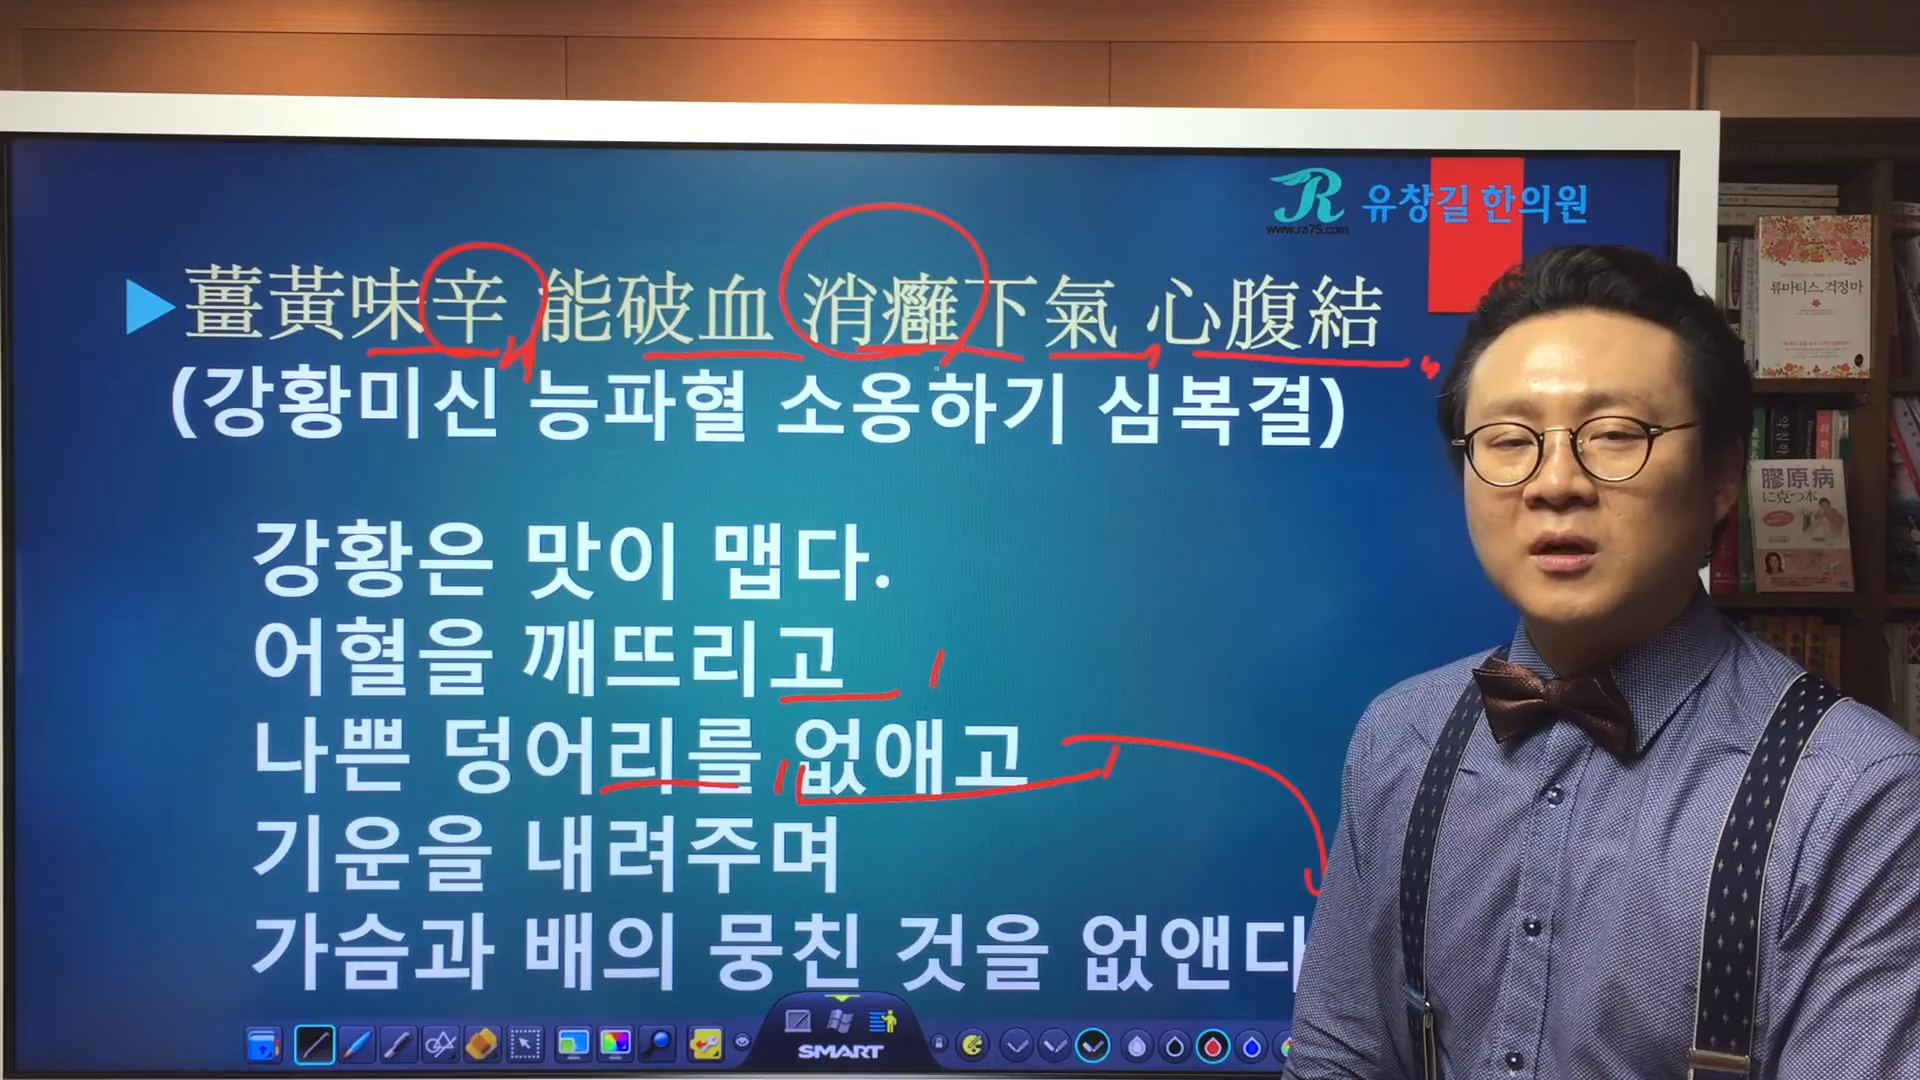 R 유창길 한의원
www.ra75.com
薑黃味辛 能破血 消癰下氣 心腹結
(강황미신 능파혈 소옹하기 심복결)
강황은 맛이 맵다.
어혈을 깨뜨리고
나쁜 덩어리를 없애고
기운을 내려주며
가슴과 배의 뭉친 것을 없앤다
SMART
류마티스, 걱정마
膠原病
に克つ本